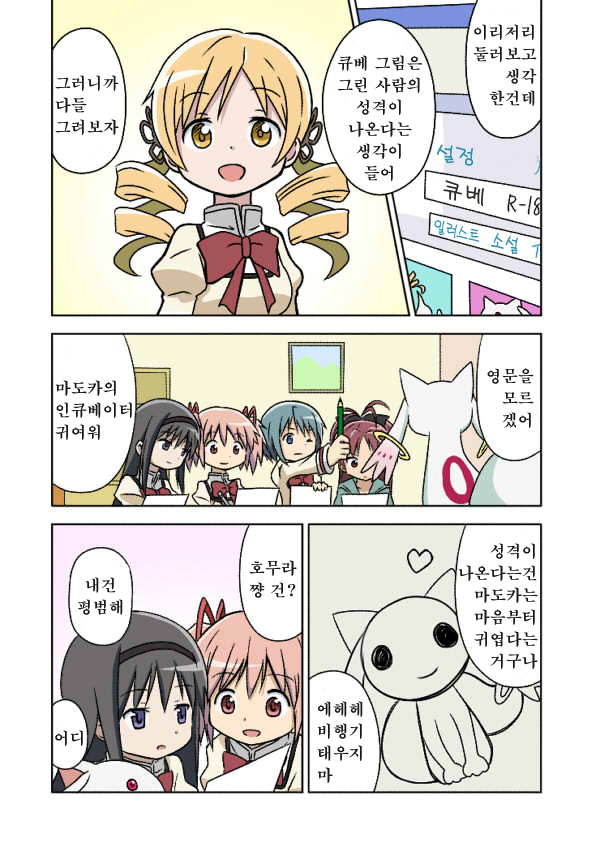 이리저리
둘러보고
생각
한건데
설정
큐베 R-18
일러스트 소설
큐베 그림은
그린 사람의
성격이
나온다는
생각이
들어
그러니까
다들
그려보자
영문을
모르
겠어
마도카의
인큐베이터
귀여워
성격이
나온다는건
마도카는
마음부터
귀엽다는
거구나
에헤헤
비행기
태우지
마
호무라
쨩 건?
내건
평범해
어디